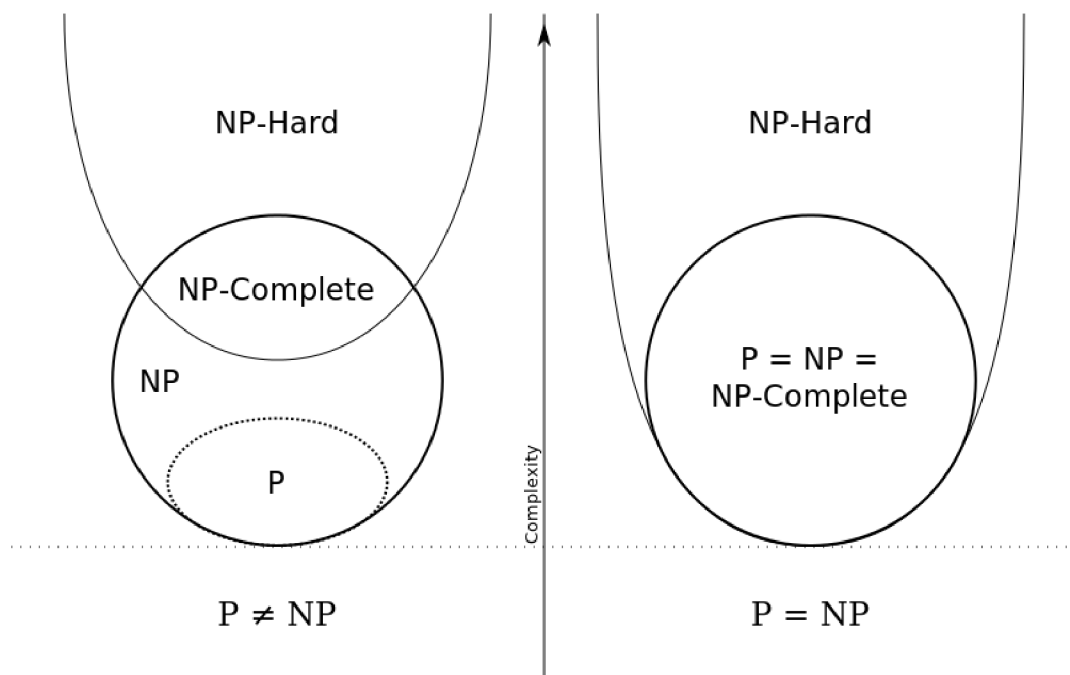 NP-Hard
NP-Complete
NP
P
P ≠ NP
Complexity
NP-Hard
P = NP =
NP-Complete
P = NP